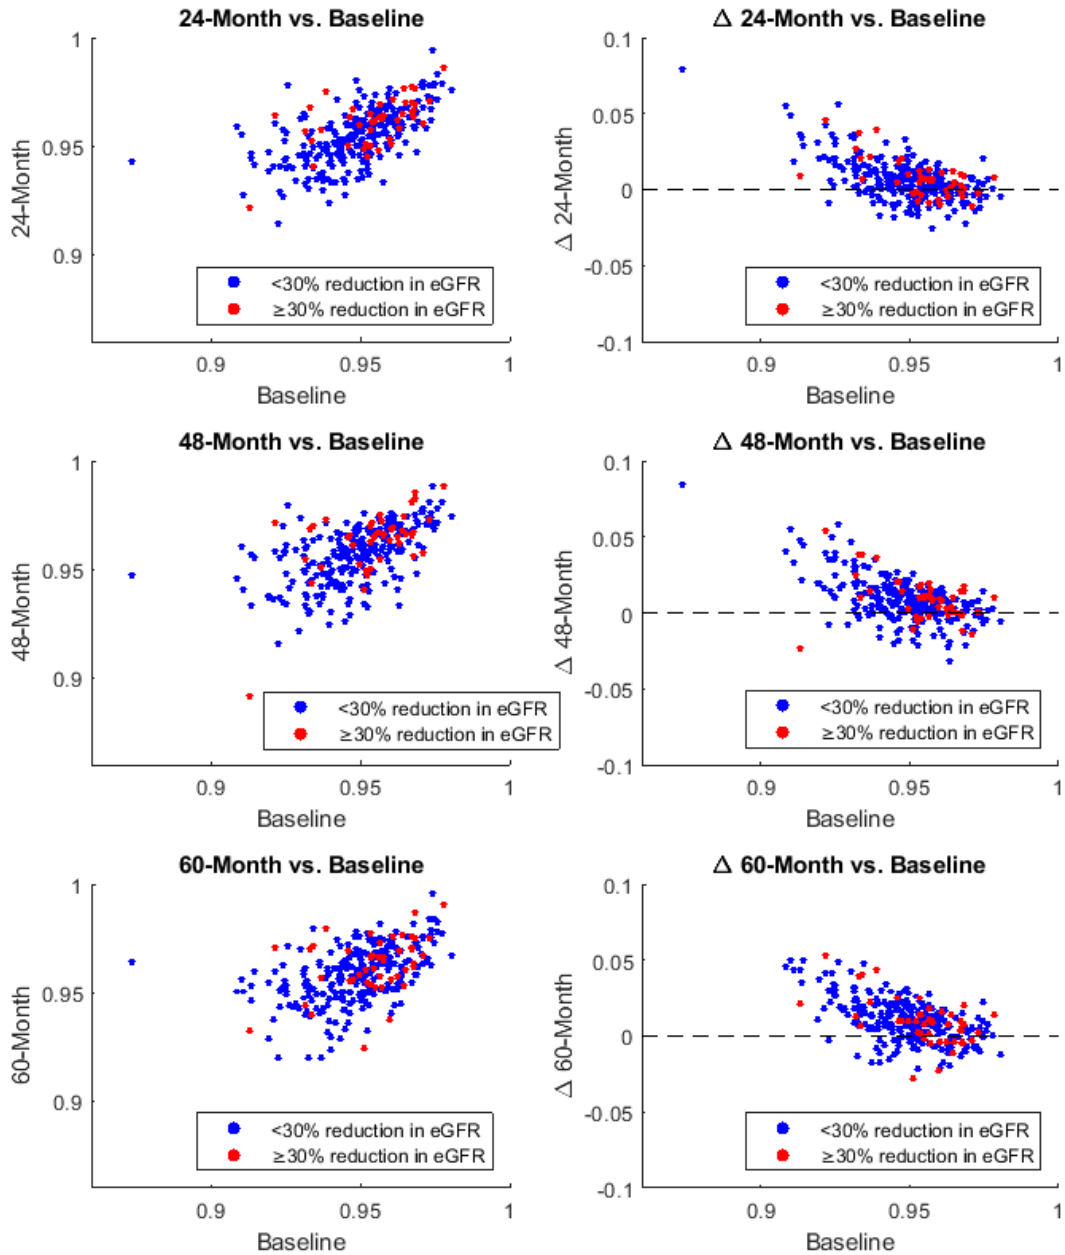 24-Month vs. Baseline
1
0.95
0.9
24-Month
<30% reduction in eGFR
≥30% reduction in eGFR
0.9 0.95 1
Baseline
Δ 24-Month vs. Baseline
0.1
0.05
0
-0.05
-0.1
Δ 24-Month
<30% reduction in eGFR
≥30% reduction in eGFR
0.9 0.95 1
Baseline
48-Month vs. Baseline
1
0.95
0.9
48-Month
<30% reduction in eGFR
≥30% reduction in eGFR
0.9 0.95 1
Baseline
Δ 48-Month vs. Baseline
0.1
0.05
0
-0.05
-0.1
Δ 48-Month
<30% reduction in eGFR
≥30% reduction in eGFR
0.9 0.95 1
Baseline
60-Month vs. Baseline
1
0.95
0.9
60-Month
<30% reduction in eGFR
≥30% reduction in eGFR
0.9 0.95 1
Baseline
Δ 60-Month vs. Baseline
0.1
0.05
0
-0.05
-0.1
Δ 60-Month
<30% reduction in eGFR
≥30% reduction in eGFR
0.9 0.95 1
Baseline